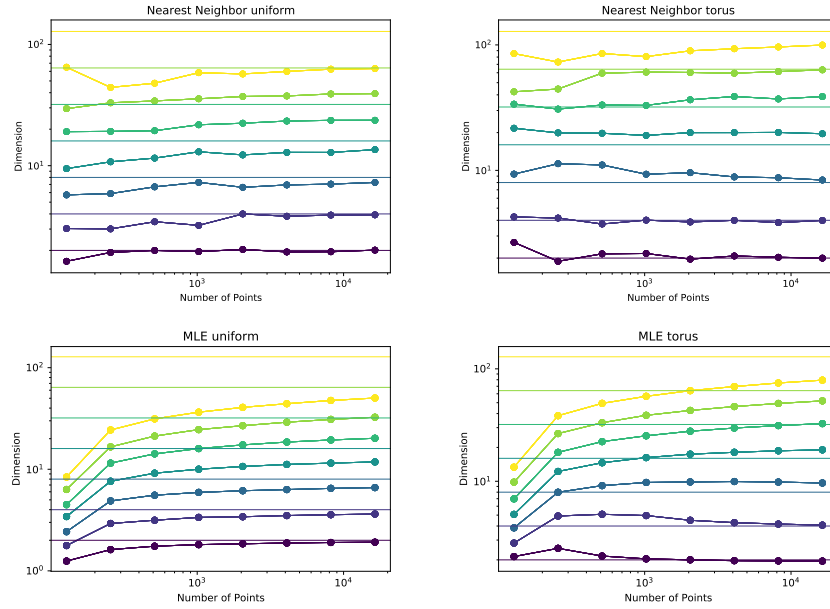 Nearest Neighbor uniform
Dimension
10²
10¹
10³
10⁴
Number of Points
Nearest Neighbor torus
Dimension
10²
10¹
10³
10⁴
Number of Points
MLE uniform
Dimension
10²
10¹
10⁰
10³
10⁴
Number of Points
MLE torus
Dimension
10²
10¹
10³
10⁴
Number of Points